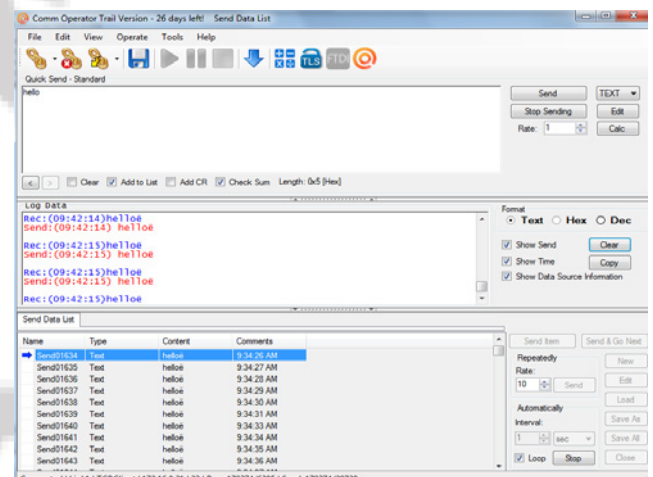 Comm Operator Trail Version - 26 days left! Send Data List
File Edit View Operate Tools Help
TLS FTDI
Quick Send - Standard
hello
Send TEXT
Stop Sending Edit
Rate: 1 Calc
< > Clear Add to List Add CR Check Sum Length: 0x5 [Hex]
Log Data
Rec:(09:42:14)helloë
Send:(09:42:14) helloë
Rec:(09:42:15)helloë
Send:(09:42:15) helloë
Rec:(09:42:15)helloë
Send:(09:42:15) helloë
Rec:(09:42:15)helloë
Format
Text Hex Dec
Show Send Clear
Show Time Copy
Show Data Source Information
Send Data List
Name Type Content Comments
Send01634 Text helloë 9:34:26 AM
Send01635 Text helloë 9:34:27 AM
Send01636 Text helloë 9:34:28 AM
Send01637 Text helloë 9:34:29 AM
Send01638 Text helloë 9:34:30 AM
Send01639 Text helloë 9:34:31 AM
Send01640 Text helloë 9:34:33 AM
Send01641 Text helloë 9:34:34 AM
Send01642 Text helloë 9:34:35 AM
Send01643 Text helloë 9:34:36 AM
Send Item Send & Go Next
Repeatedly New
Rate:
10 Send Edit
Load
Automatically
Interval: Save As
1 sec Save All
Loop Stop Close